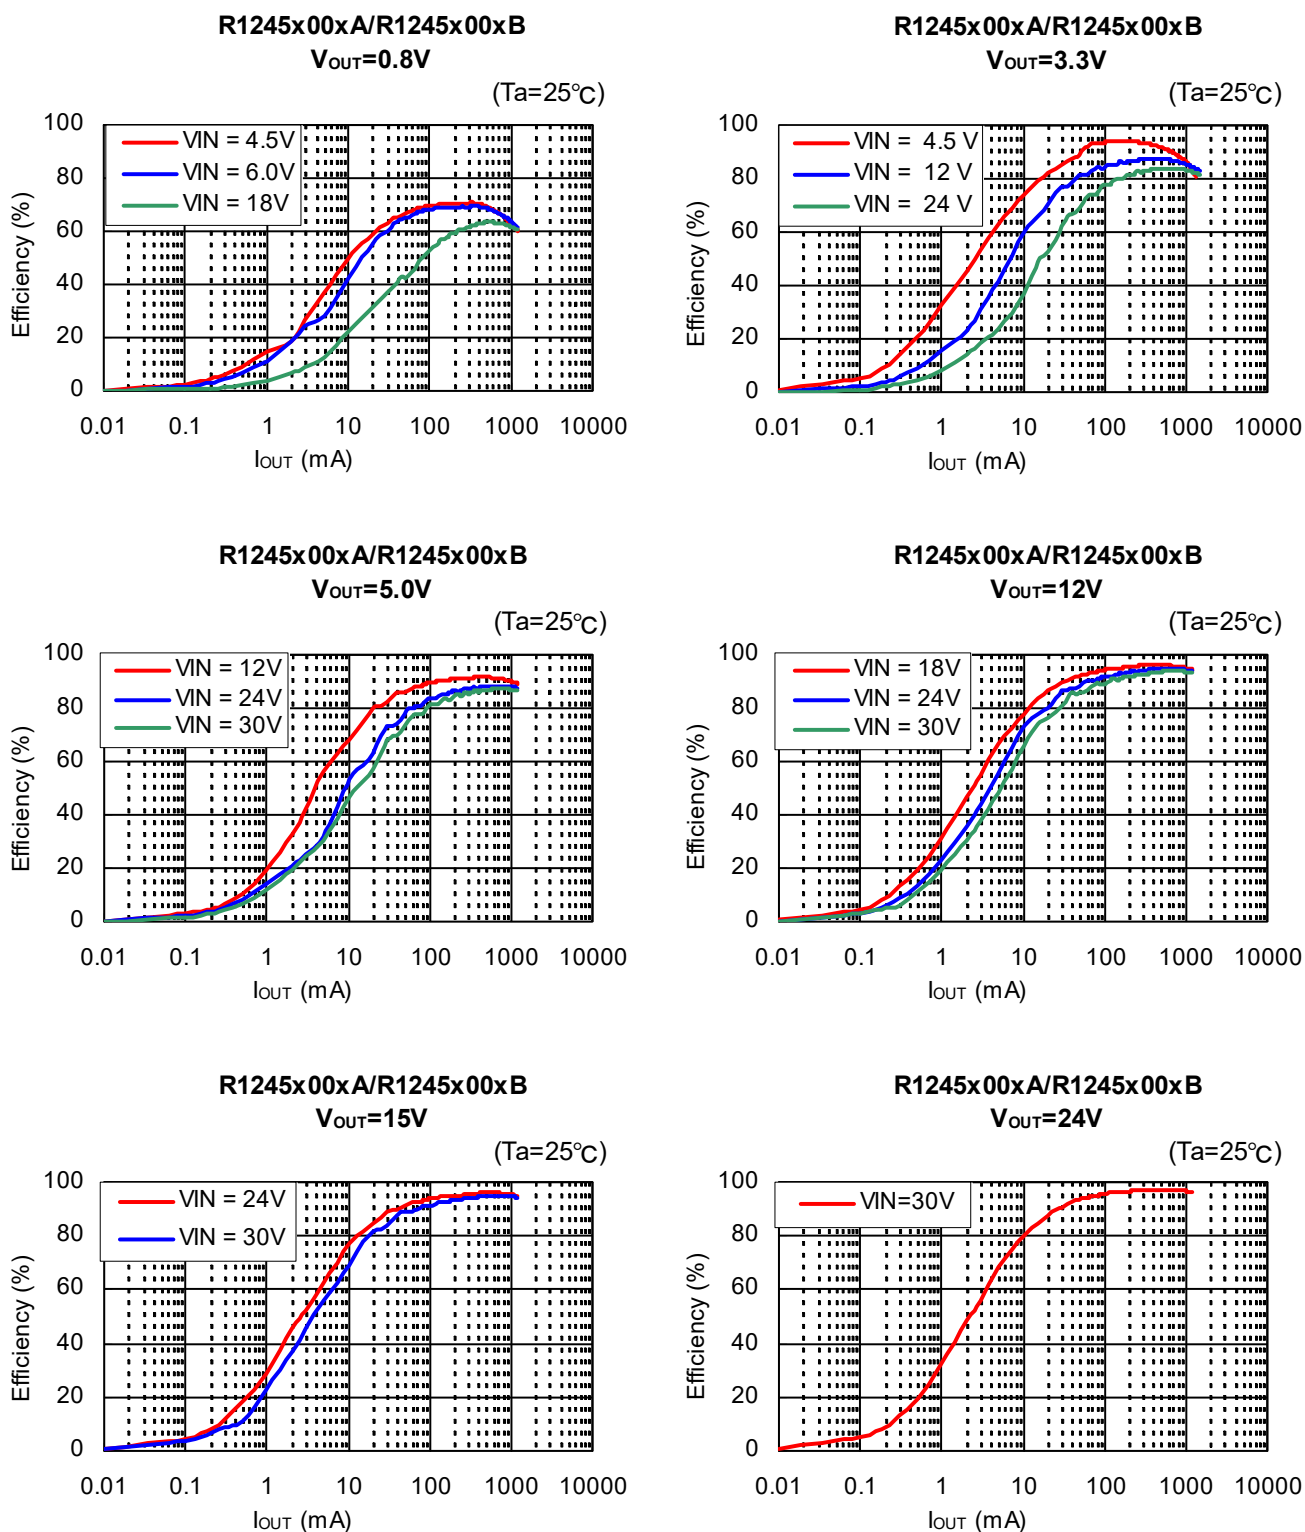 R1245x00xA/R1245x00xB
VOUT=0.8V
(Ta=25℃)
VIN = 4.5V
VIN = 6.0V
VIN = 18V
Efficiency (%)
100
80
60
40
20
0
0.01 0.1 1 10 100 1000 10000
IOUT (mA)
R1245x00xA/R1245x00xB
VOUT=3.3V
(Ta=25℃)
VIN = 4.5 V
VIN = 12 V
VIN = 24 V
Efficiency (%)
100
80
60
40
20
0
0.01 0.1 1 10 100 1000 10000
IOUT (mA)
R1245x00xA/R1245x00xB
VOUT=5.0V
(Ta=25℃)
VIN = 12V
VIN = 24V
VIN = 30V
Efficiency (%)
100
80
60
40
20
0
0.01 0.1 1 10 100 1000 10000
IOUT (mA)
R1245x00xA/R1245x00xB
VOUT=12V
(Ta=25℃)
VIN = 18V
VIN = 24V
VIN = 30V
Efficiency (%)
100
80
60
40
20
0
0.01 0.1 1 10 100 1000 10000
IOUT (mA)
R1245x00xA/R1245x00xB
VOUT=15V
(Ta=25℃)
VIN = 24V
VIN = 30V
Efficiency (%)
100
80
60
40
20
0
0.01 0.1 1 10 100 1000 10000
IOUT (mA)
R1245x00xA/R1245x00xB
VOUT=24V
(Ta=25℃)
VIN=30V
Efficiency (%)
100
80
60
40
20
0
0.01 0.1 1 10 100 1000 10000
IOUT (mA)